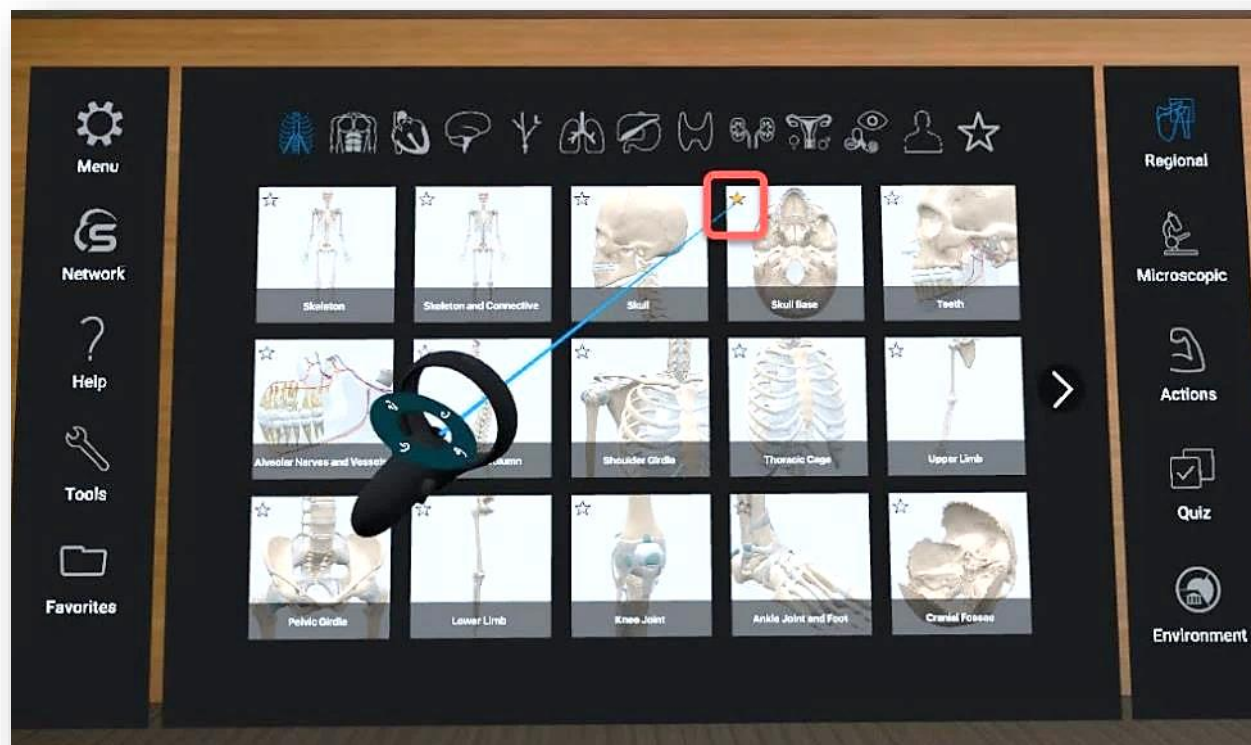 Menu
Network
Help
Tools
Favorites
Skeleton
Skeleton and Connective
Skull
Skull Base
Teeth
Alveolar Nerves and Vessels
Shoulder Girdle
Thoracic Cage
Upper Limb
Pelvic Girdle
Lower Limb
Knee Joint
Ankle Joint and Foot
Cranial Fossae
Regional
Microscopic
Actions
Quiz
Environment